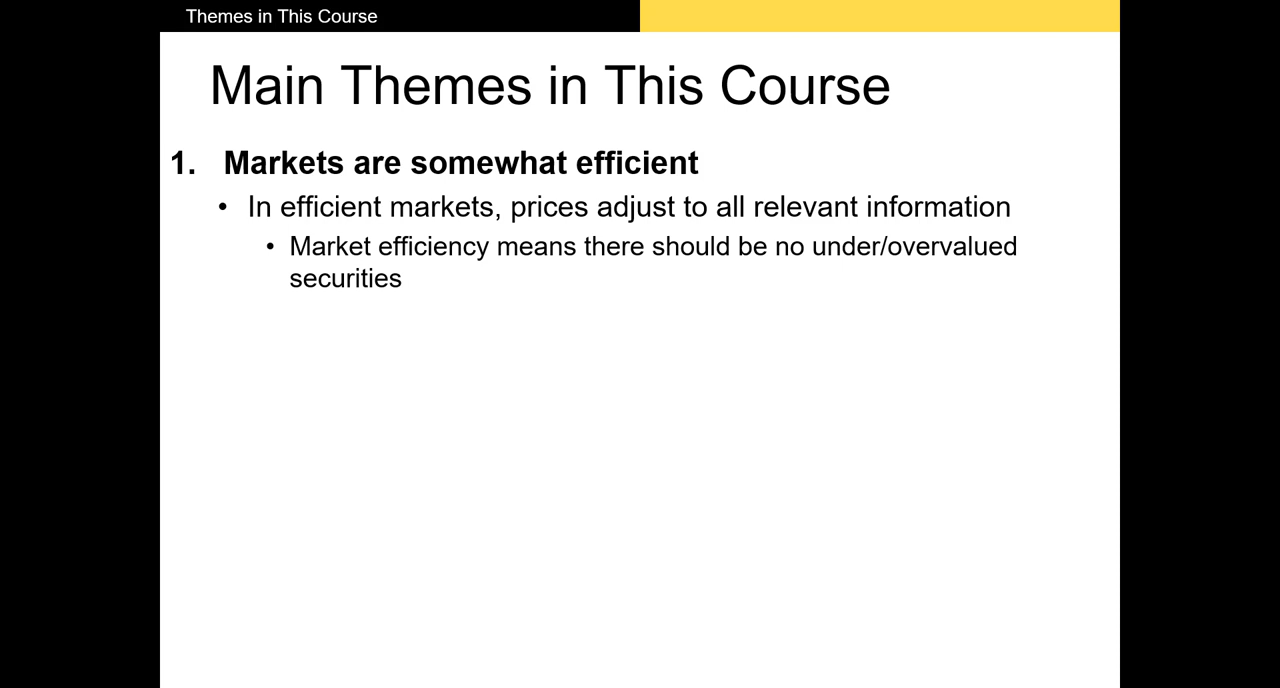 Themes in This Course
Main Themes in This Course
1. Markets are somewhat efficient
• In efficient markets, prices adjust to all relevant information
• Market efficiency means there should be no under/overvalued
securities